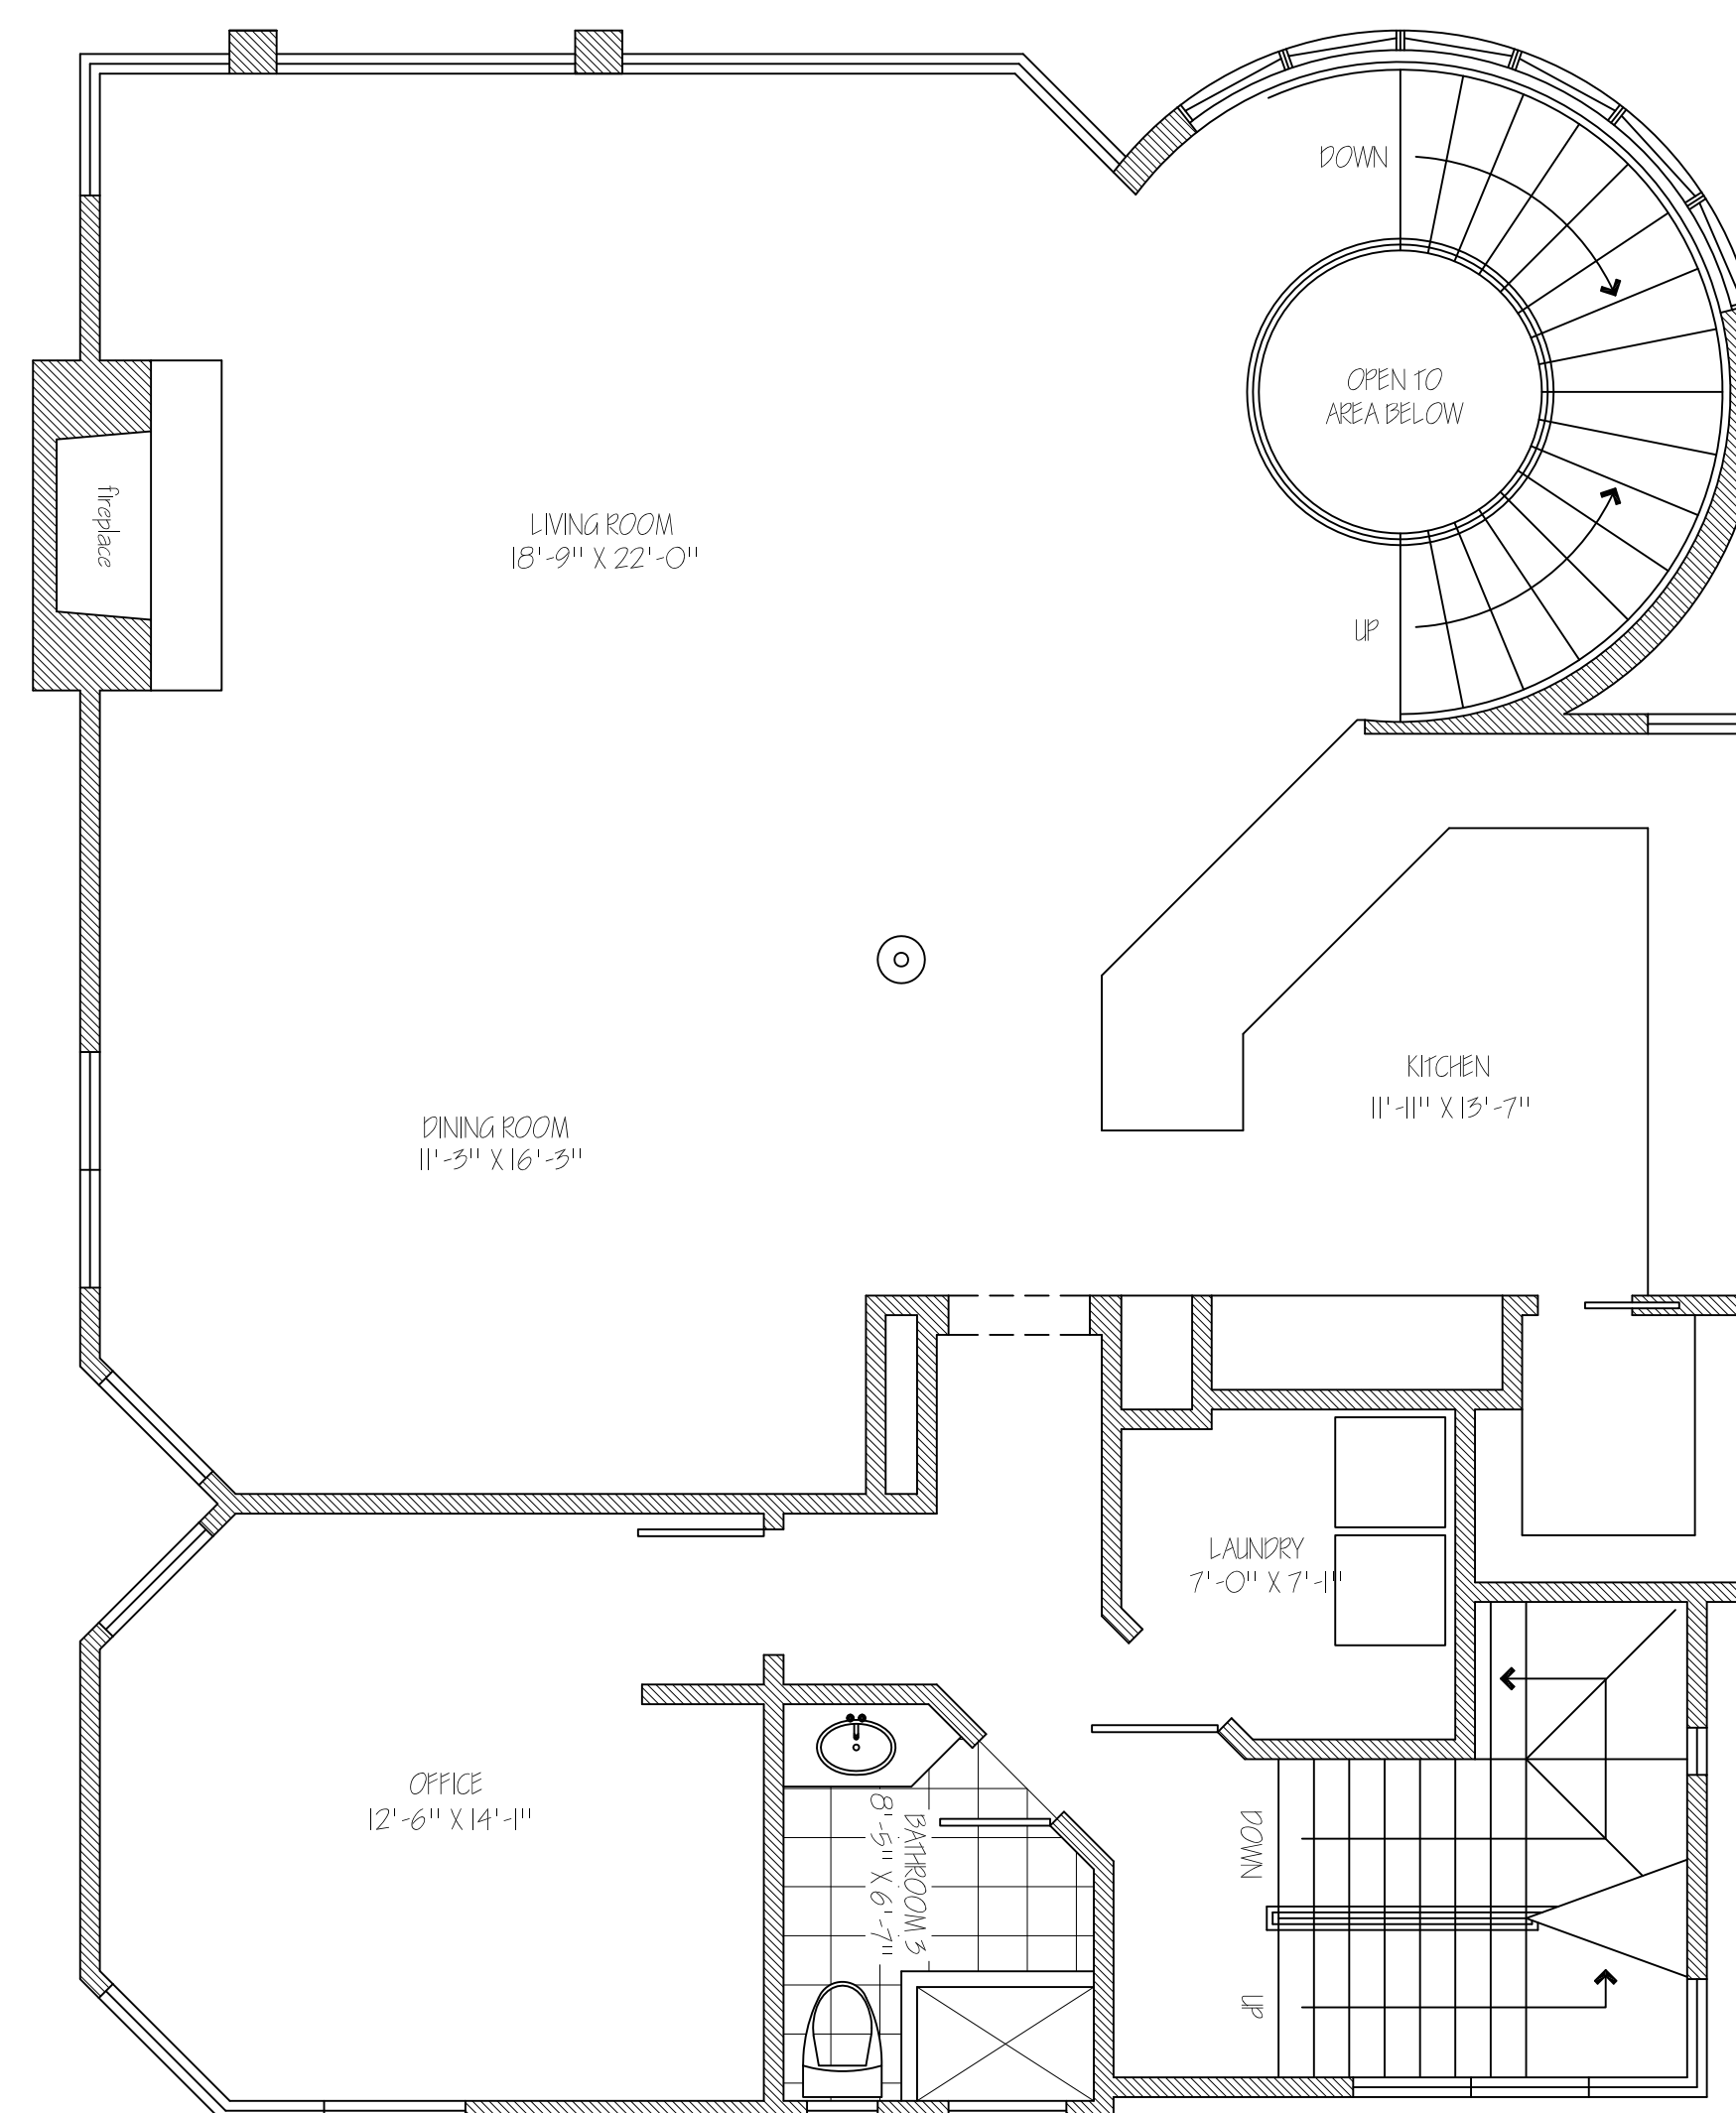 DOWN
OPEN TO
AREA BELOW
fireplace
LIVING ROOM
18'-9" X 22'-0"
UP
KITCHEN
11'-11" X 13'-7"
DINING ROOM
11'-3" X 16'-3"
LAUNDRY
7'-0" X 7'-1"
OFFICE
12'-6" X 14'-1"
BATHROOM 3
8'-5" X 6'-7"
DOWN
UP